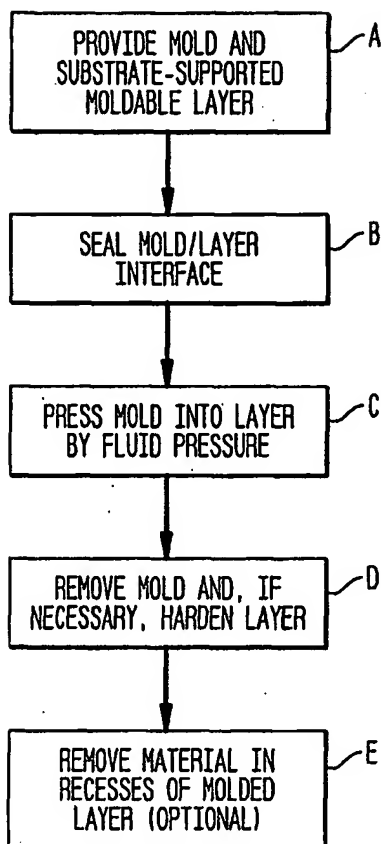 PROVIDE MOLD AND
SUBSTRATE-SUPPORTED
MOLDABLE LAYER
A
SEAL MOLD/LAYER
INTERFACE
B
PRESS MOLD INTO LAYER
BY FLUID PRESSURE
C
REMOVE MOLD AND, IF
NECESSARY, HARDEN LAYER
D
REMOVE MATERIAL IN
RECESSES OF MOLDED
LAYER (OPTIONAL)
E